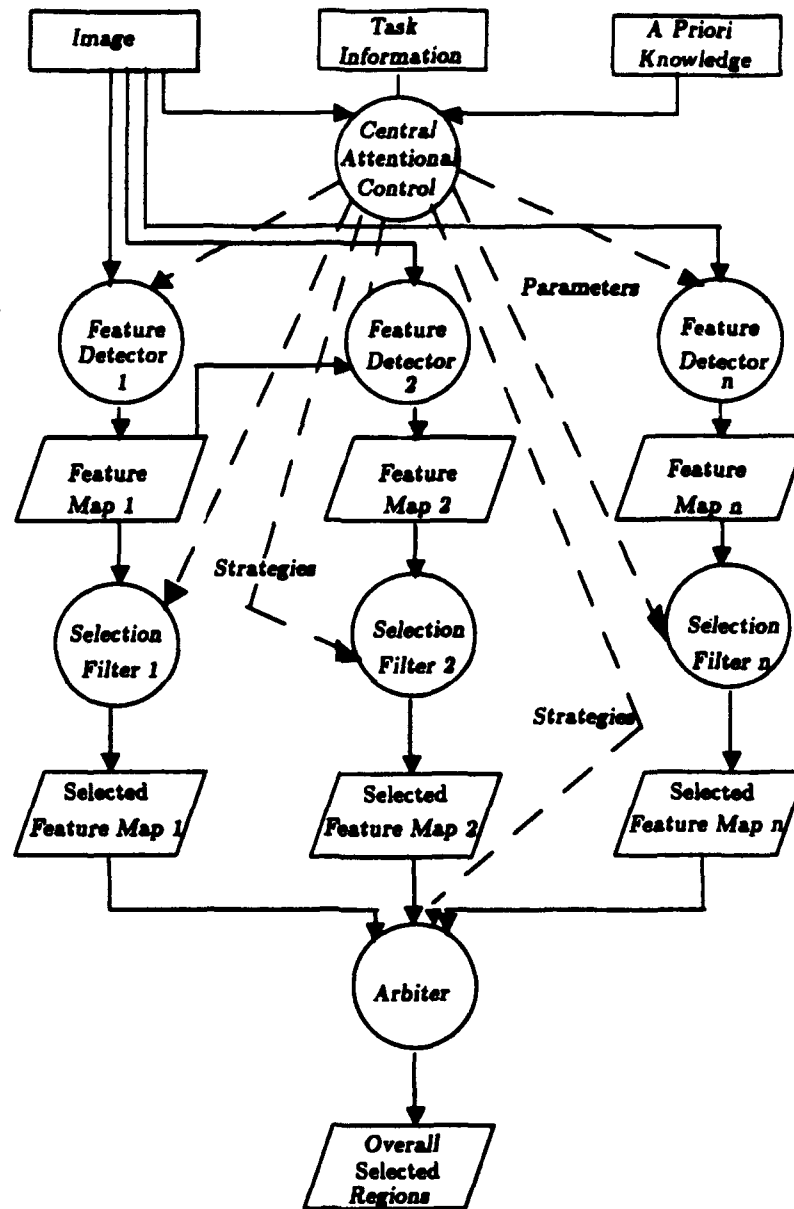 Image
Task
Information
A Priori
Knowledge
Central
Attentional
Control
Parameters
Feature
Detector
1
Feature
Detector
2
Feature
Detector
n
Feature
Map 1
Feature
Map 2
Feature
Map n
Strategies
Selection
Filter 1
Selection
Filter 2
Selection
Filter n
Strategies
Selected
Feature Map 1
Selected
Feature Map 2
Selected
Feature Map n
Arbiter
Overall
Selected
Regions